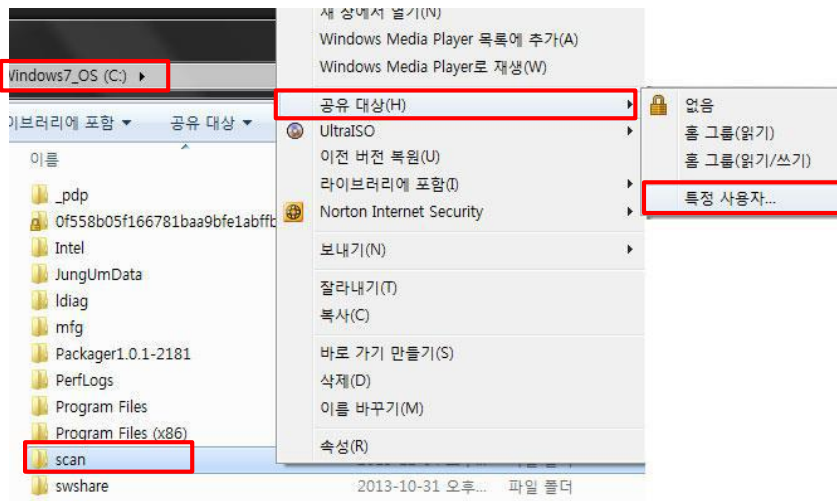 새 창에서 열기(N)
Windows Media Player 목록에 추가(A)
Windows Media Player로 재생(W)
Windows7_OS (C:)
공유 대상(H)
없음
이브러리에 포함 공유 대상
UltraISO
홈 그룹(읽기)
이름
이전 버전 복원(U)
홈 그룹(읽기/쓰기)
라이브러리에 포함(I)
_pdp
특정 사용자...
0f558b05f166781baa9bfe1abffb
Norton Internet Security
Intel
보내기(N)
JungUmData
잘라내기(T)
ldiag
복사(C)
mfg
Packager1.0.1-2181
바로 가기 만들기(S)
PerfLogs
삭제(D)
Program Files
이름 바꾸기(M)
Program Files (x86)
속성(R)
scan
swshare 2013-10-31 오후... 파일 폴더